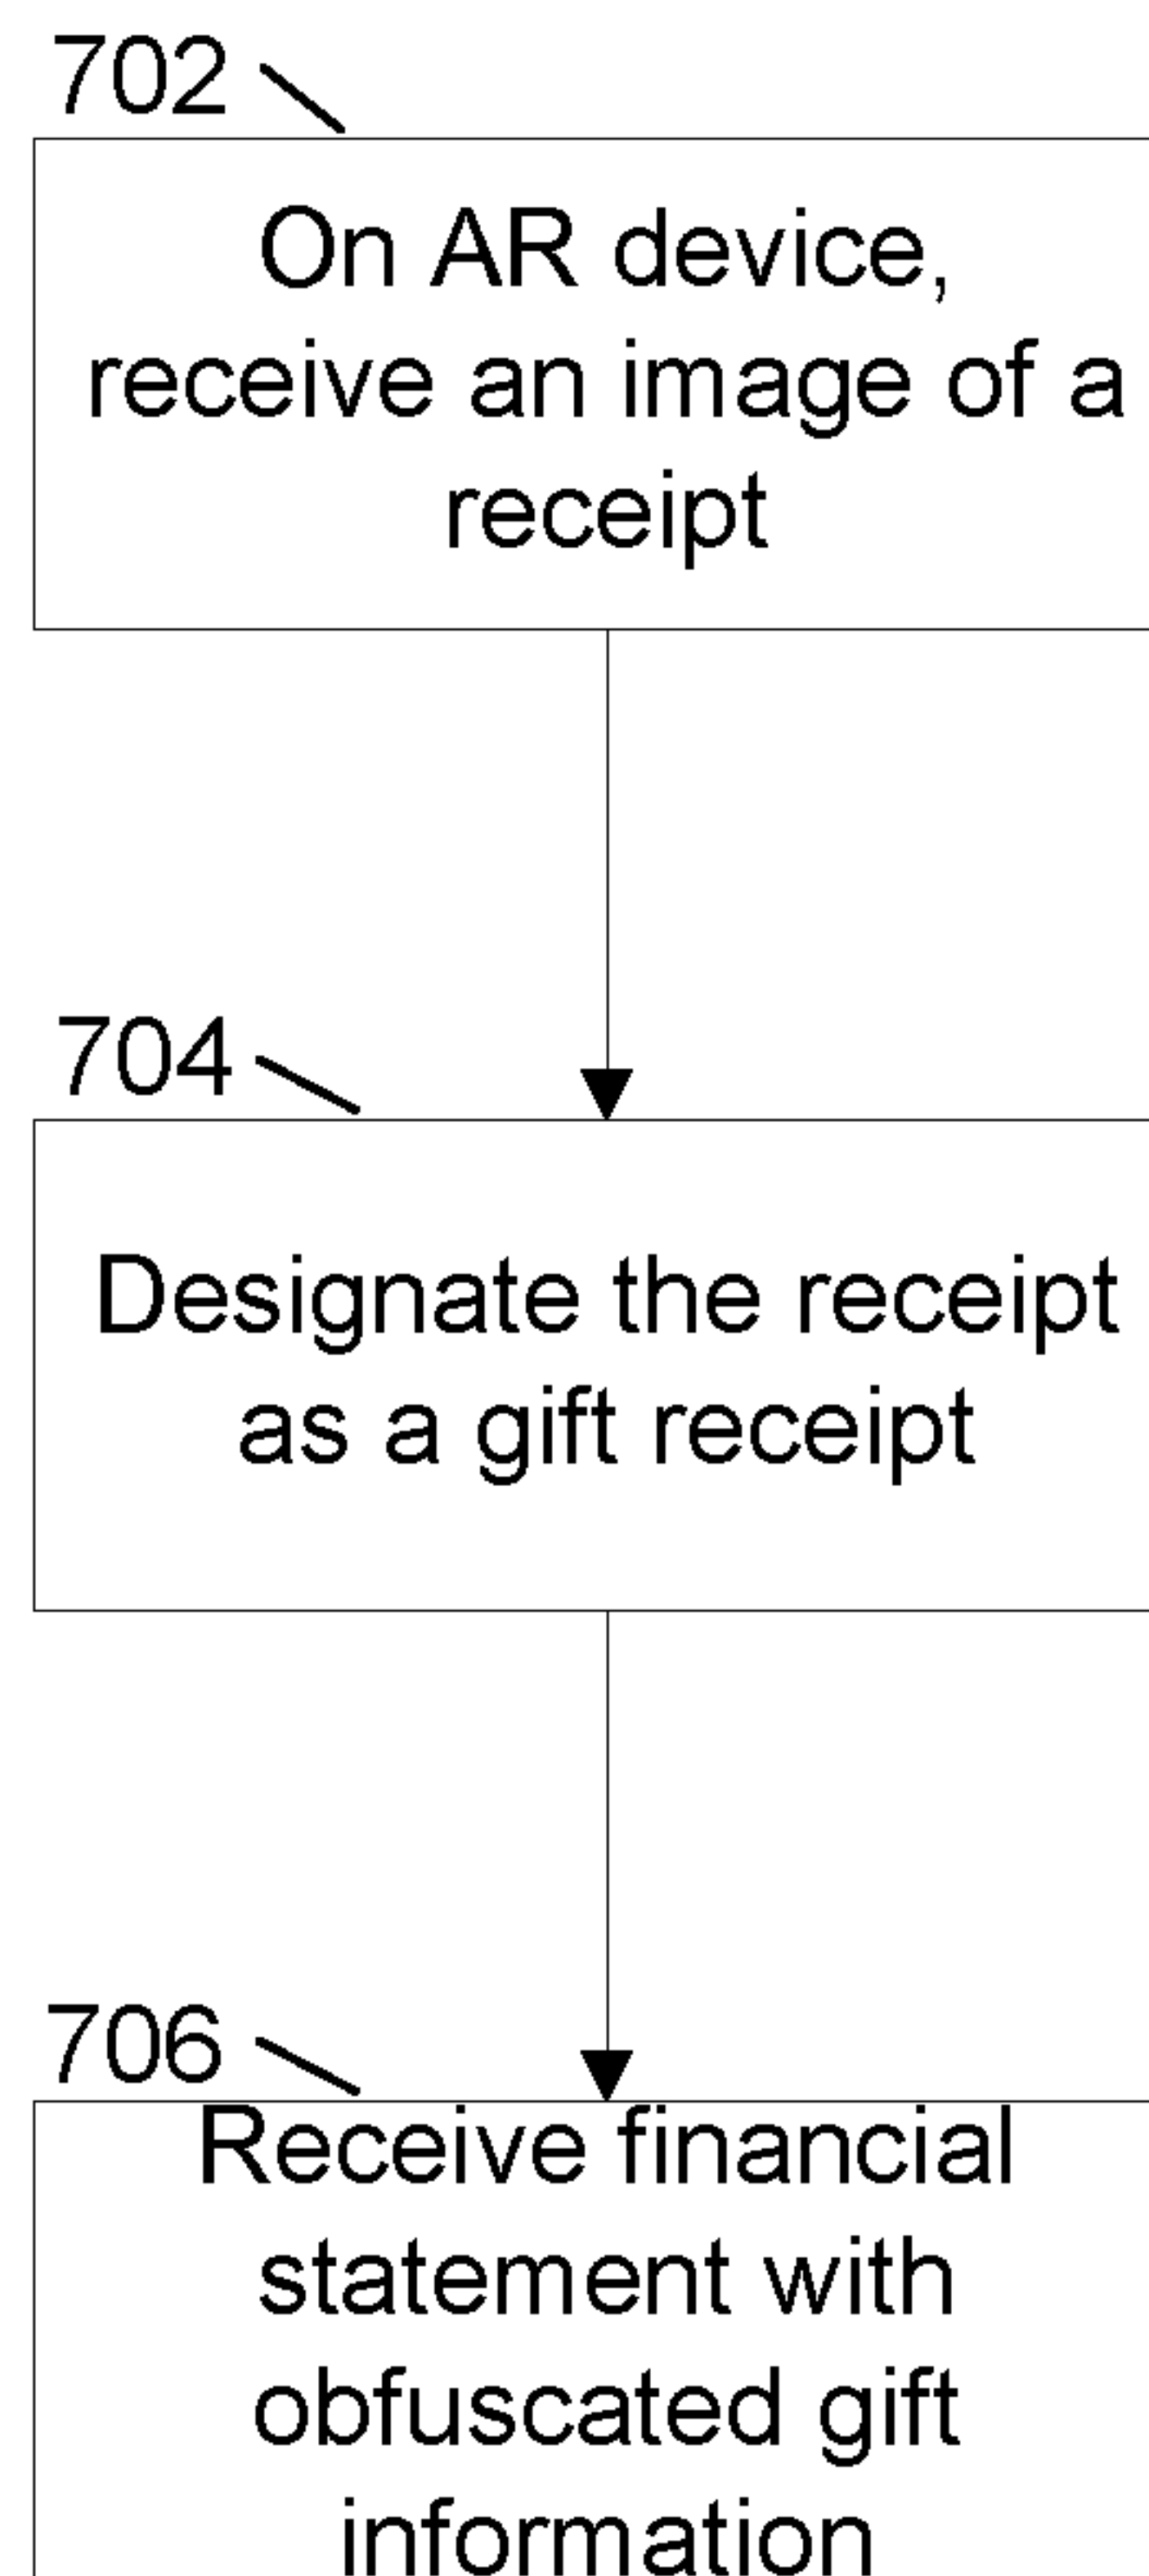 702
On AR device,
receive an image of a
receipt
704
Designate the receipt
as a gift receipt
706
Receive financial
statement with
obfuscated gift
information